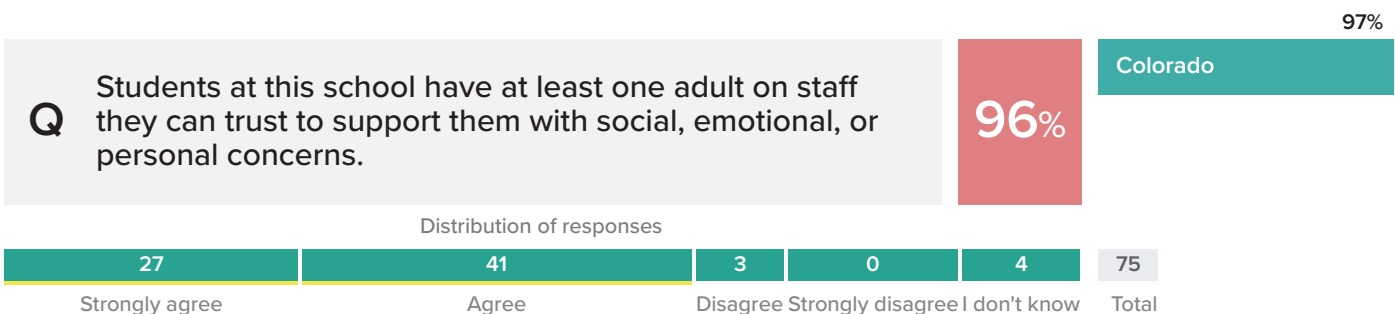 97%
Q
Students at this school have at least one adult on staff
they can trust to support them with social, emotional, or
personal concerns.
96%
Colorado
Distribution of responses
27 41 3 0 4 75
Strongly agree Agree Disagree Strongly disagree I don't know Total